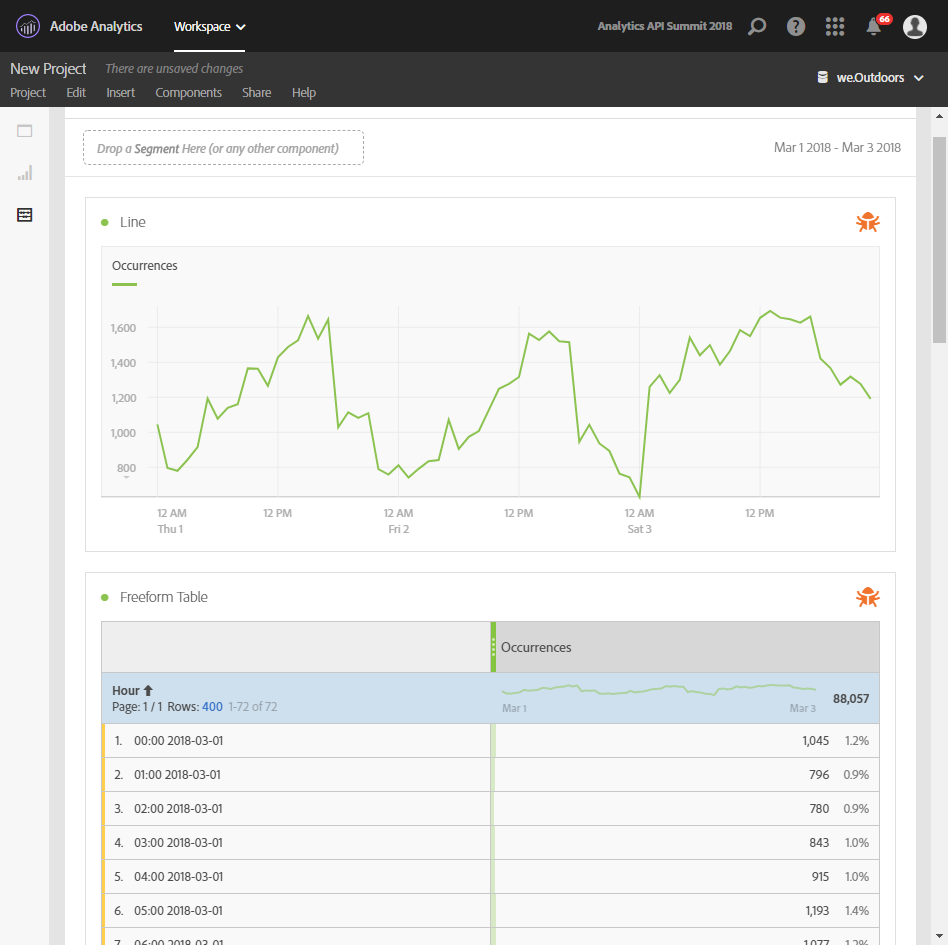 Adobe Analytics Workspace Analytics API Summit 2018 66
New Project There are unsaved changes
we.Outdoors
Project Edit Insert Components Share Help
Drop a Segment Here (or any other component) Mar 1 2018 - Mar 3 2018
Line
Occurrences
1,600
1,400
1,200
1,000
800
12 AM 12 PM 12 AM 12 PM 12 AM 12 PM
Thu 1 Fri 2 Sat 3
Freeform Table
Occurrences
Hour
Page: 1 / 1 Rows: 400 1-72 of 72 Mar 1 Mar 3 88,057
1. 00:00 2018-03-01 1,045 1.2%
2. 01:00 2018-03-01 796 0.9%
3. 02:00 2018-03-01 780 0.9%
4. 03:00 2018-03-01 843 1.0%
5. 04:00 2018-03-01 915 1.0%
6. 05:00 2018-03-01 1,193 1.4%
7. 06:00 2018-03-01 1,077 1.2%